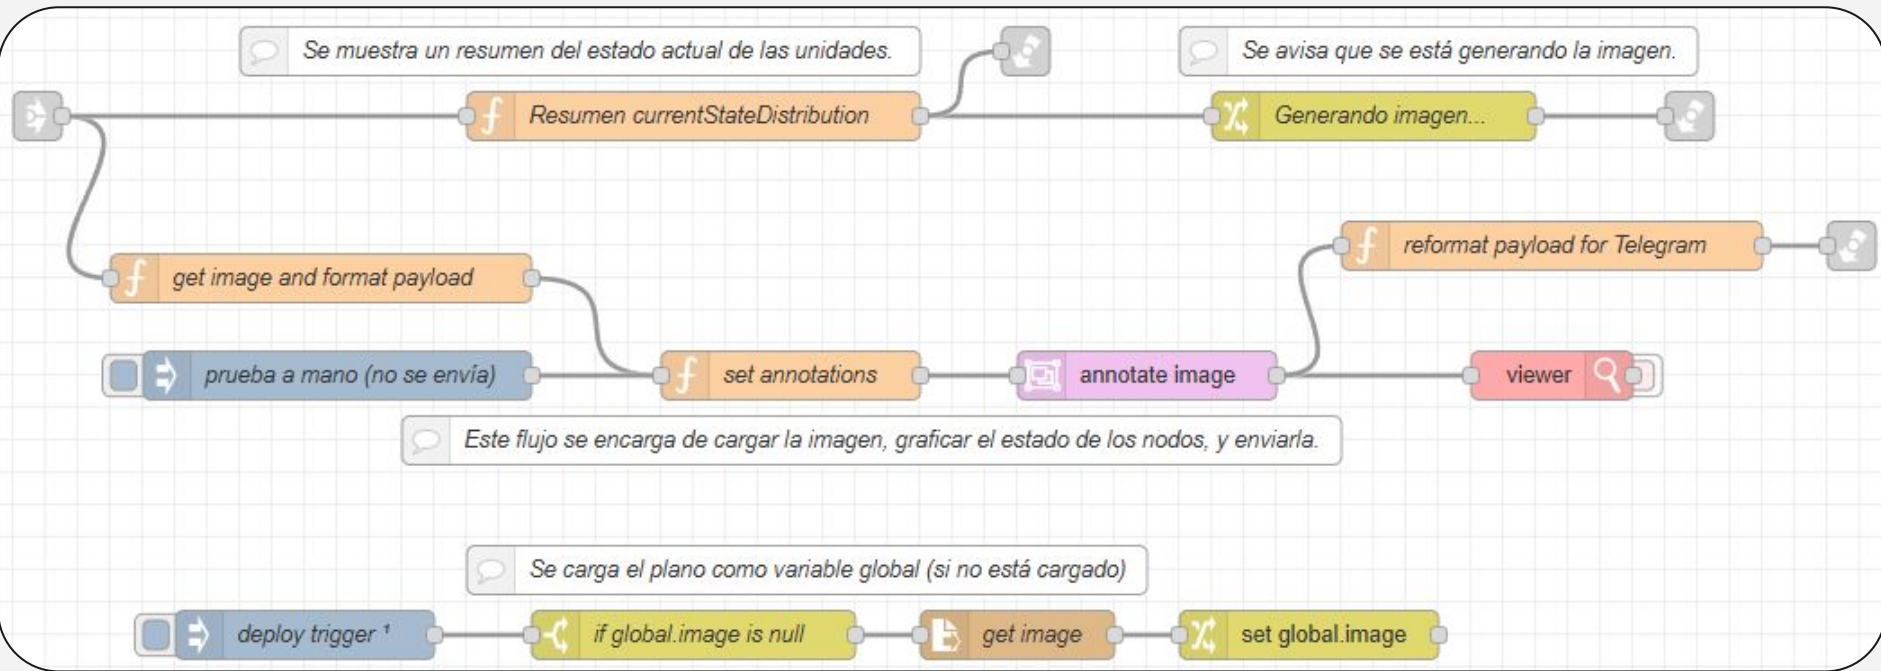 Se muestra un resumen del estado actual de las unidades.
Se avisa que se está generando la imagen.
Resumen currentStateDistribution
Generando imagen...
reformat payload for Telegram
get image and format payload
prueba a mano (no se envía)
set annotations
annotate image
viewer
Este flujo se encarga de cargar la imagen, graficar el estado de los nodos, y enviarla.
Se carga el plano como variable global (si no está cargado)
deploy trigger ¹
if global.image is null
get image
set global.image